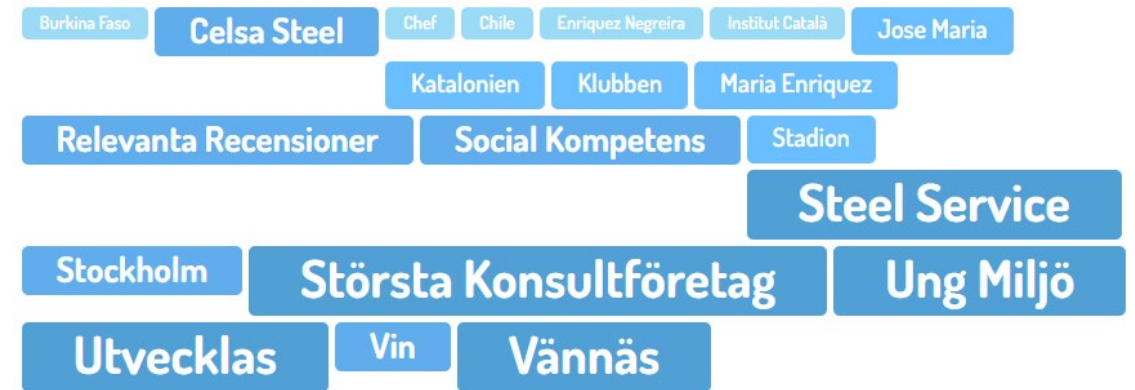 Burkina Faso Celsa Steel Chef Chile Enriquez Negreira Institut Català Jose Maria
Katalonien Klubben Maria Enriquez
Relevanta Recensioner Social Kompetens Stadion
Steel Service
Stockholm Största Konsultföretag Ung Miljö
Utvecklas Vin Vännäs